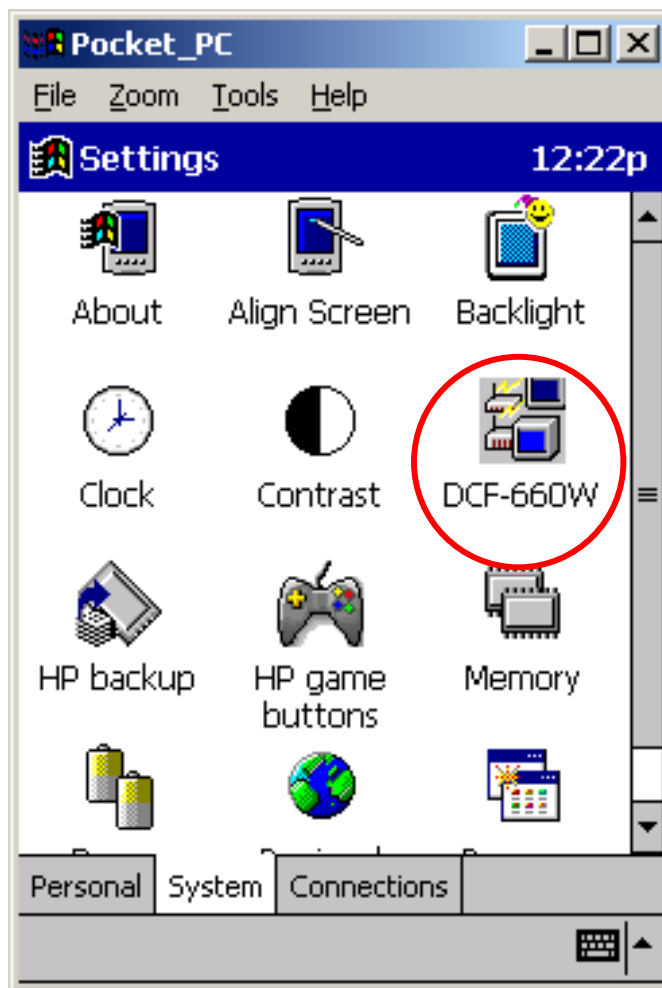 Pocket_PC
File Zoom Tools Help
Settings 12:22p
About Align Screen Backlight
Clock Contrast DCF-660W
HP backup HP game buttons Memory
Personal System Connections